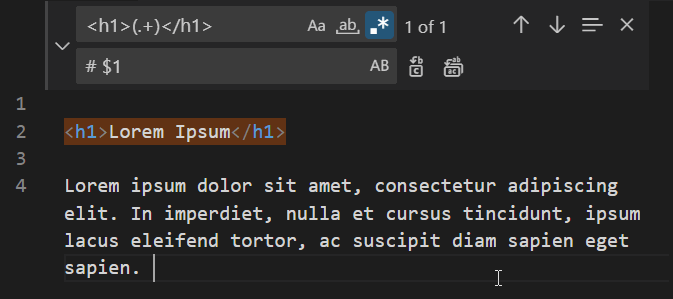 <h1>(.+)</h1>
Aa ab .* 1 of 1
# $1
AB
1
2 <h1>Lorem Ipsum</h1>
3
4 Lorem ipsum dolor sit amet, consectetur adipiscing
elit. In imperdiet, nulla et cursus tincidunt, ipsum
lacus eleifend tortor, ac suscipit diam sapien eget
sapien.